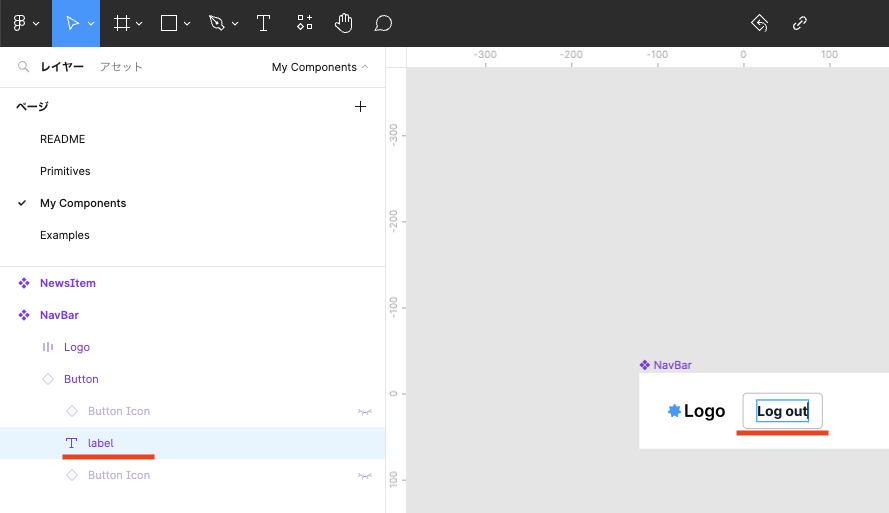 レイヤー アセット My Components
ページ
README
Primitives
My Components
Examples
NewsItem
NavBar
Logo
Button
Button Icon
T label
Button Icon
-300 -200 -100 0 100
-300
-200
-100
0
100
NavBar
Logo Log out